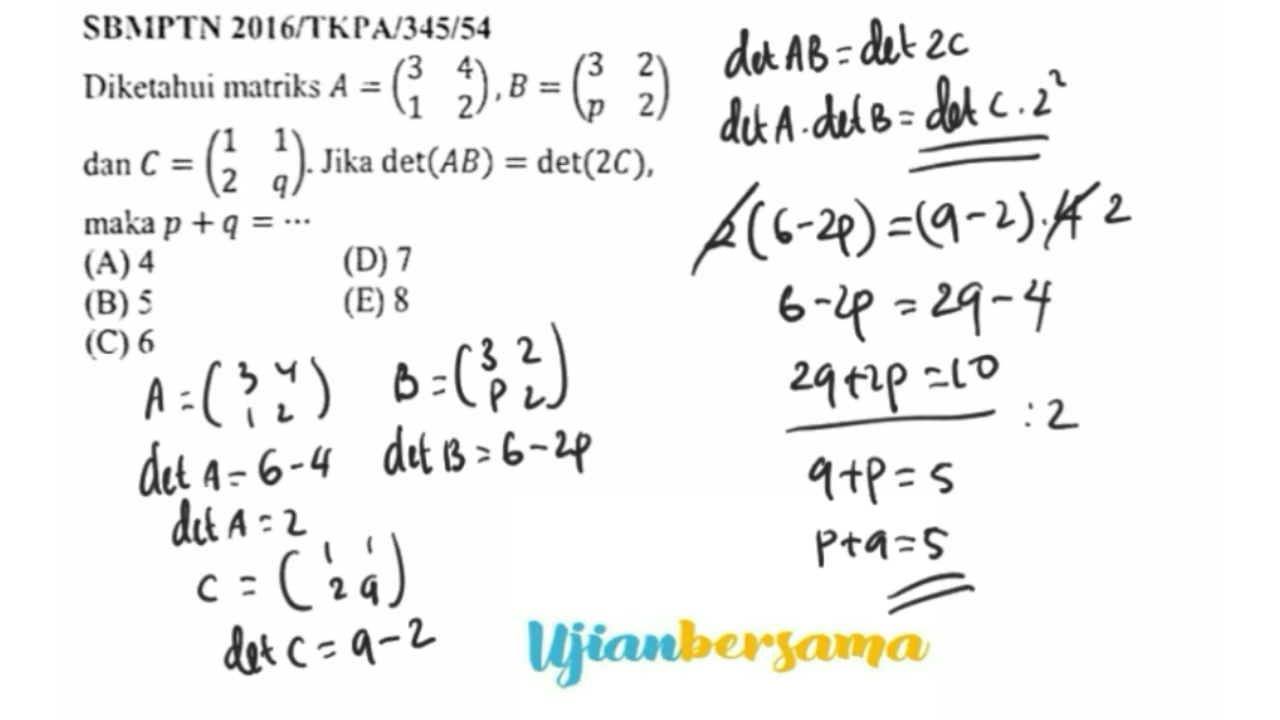 SBMPTN 2016/TKPA/345/54
Diketahui matriks A = (3 4
1 2), B = (3 2
p 2)
dan C = (1 1
2 q). Jika det(AB) = det(2C),
maka p + q = ···
(A) 4
(B) 5
(C) 6
(D) 7
(E) 8
A = (3 4
1 2)
det A = 6 - 4
det A = 2
B = (3 2
P 2)
det B = 6 - 2p
C = (1 1
2 q)
det C = q - 2
det AB = det 2C
det A . det B = det C . 2²
2(6-2p) = (q-2).4 2
6 - 2p = 2q - 4
2q + 2p = 10
: 2
q + p = 5
p + q = 5
Ujianbersama